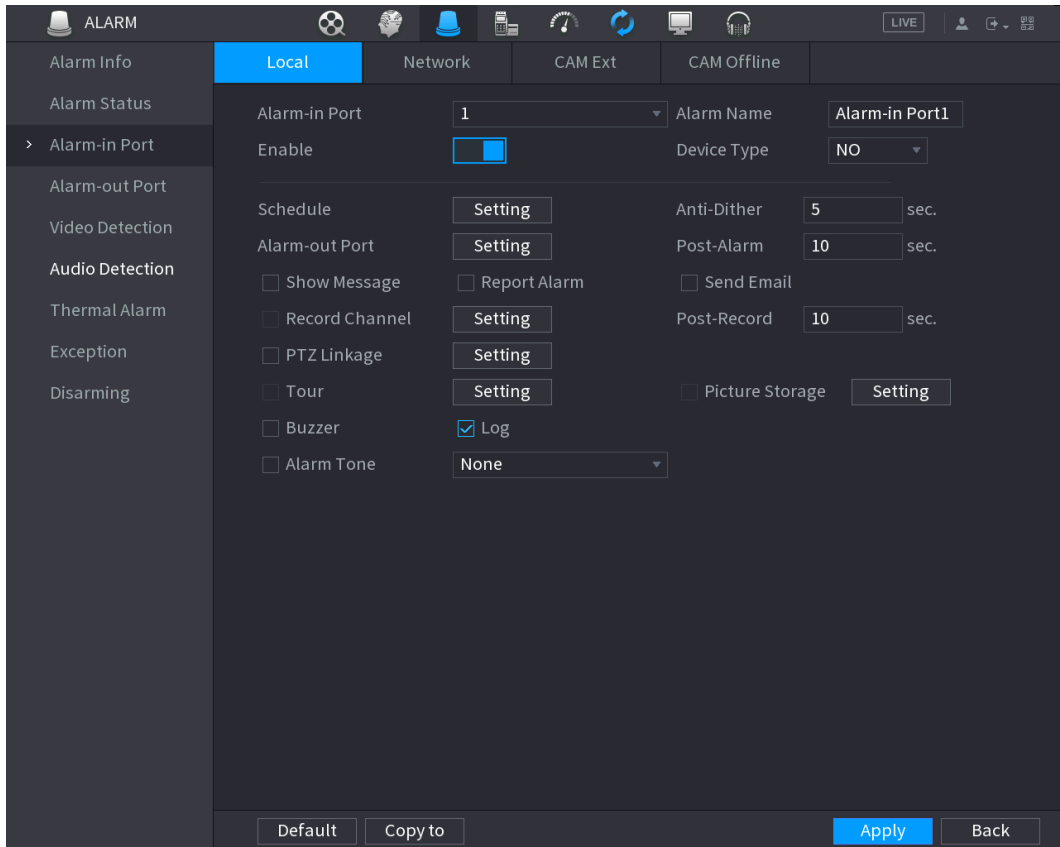 ALARM
LIVE
Alarm Info
Local Network CAM Ext CAM Offline
Alarm Status
Alarm-in Port 1 Alarm Name Alarm-in Port1
> Alarm-in Port
Enable Device Type NO
Alarm-out Port
Schedule Setting Anti-Dither 5 sec.
Video Detection
Alarm-out Port Setting Post-Alarm 10 sec.
Audio Detection
Show Message Report Alarm Send Email
Thermal Alarm
Record Channel Setting Post-Record 10 sec.
Exception
PTZ Linkage Setting
Disarming
Tour Setting Picture Storage Setting
Buzzer Log
Alarm Tone None
Default Copy to Apply Back